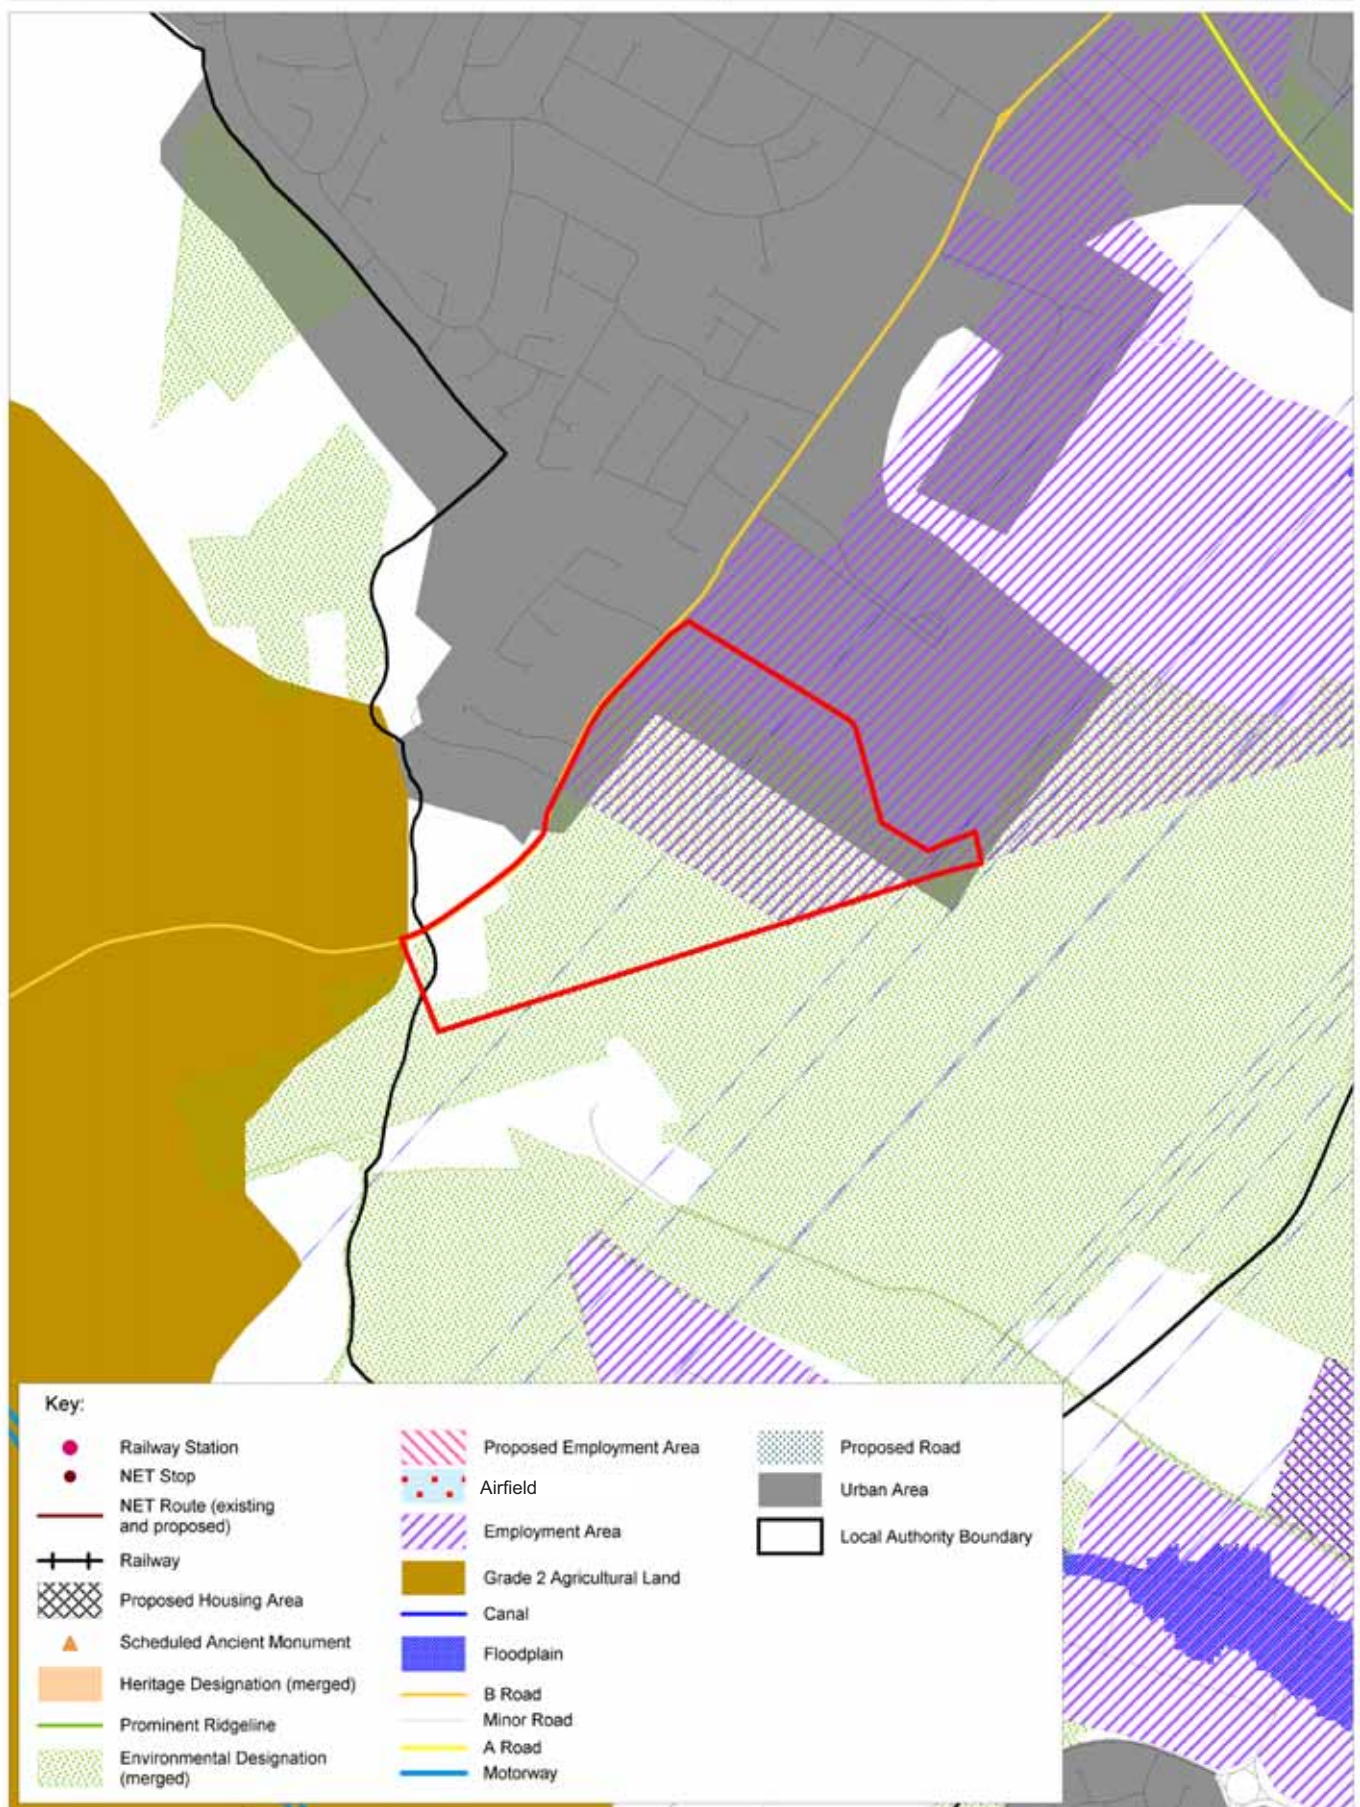 Key:
Railway Station
NET Stop
NET Route (existing
and proposed)
Railway
Proposed Housing Area
Scheduled Ancient Monument
Heritage Designation (merged)
Prominent Ridgeline
Environmental Designation
(merged)
Proposed Employment Area
Airfield
Employment Area
Grade 2 Agricultural Land
Canal
Floodplain
B Road
Minor Road
A Road
Motorway
Proposed Road
Urban Area
Local Authority Boundary